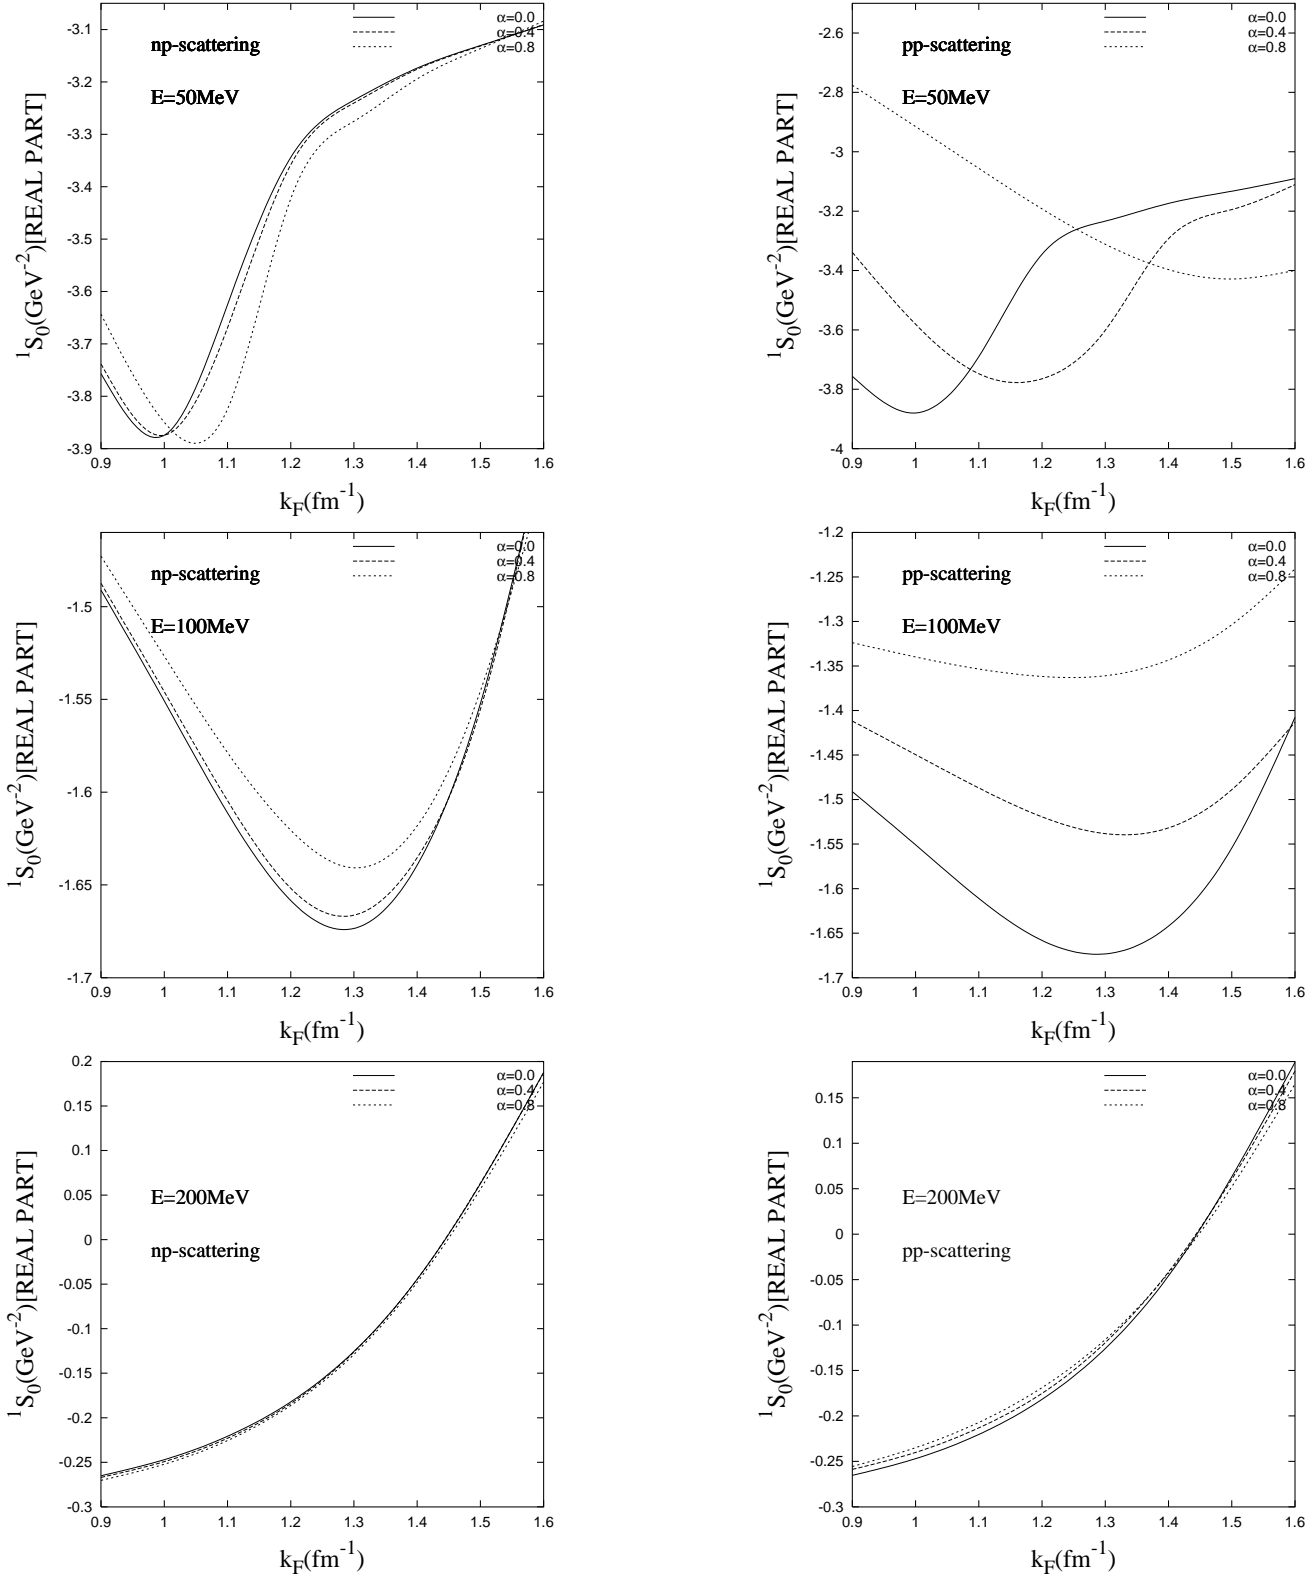 np-scattering
E=50MeV
α=0.0
α=0.4
α=0.8
-3.1
-3.2
-3.3
-3.4
-3.5
-3.6
-3.7
-3.8
-3.9
0.9 1 1.1 1.2 1.3 1.4 1.5 1.6
¹S₀(GeV⁻²)[REAL PART]
k_F(fm⁻¹)
pp-scattering
E=50MeV
α=0.0
α=0.4
α=0.8
-2.6
-2.8
-3
-3.2
-3.4
-3.6
-3.8
-4
0.9 1 1.1 1.2 1.3 1.4 1.5 1.6
¹S₀(GeV⁻²)[REAL PART]
k_F(fm⁻¹)
np-scattering
E=100MeV
α=0.0
α=0.4
α=0.8
-1.5
-1.55
-1.6
-1.65
-1.7
0.9 1 1.1 1.2 1.3 1.4 1.5 1.6
¹S₀(GeV⁻²)[REAL PART]
k_F(fm⁻¹)
pp-scattering
E=100MeV
α=0.0
α=0.4
α=0.8
-1.2
-1.25
-1.3
-1.35
-1.4
-1.45
-1.5
-1.55
-1.6
-1.65
-1.7
0.9 1 1.1 1.2 1.3 1.4 1.5 1.6
¹S₀(GeV⁻²)[REAL PART]
k_F(fm⁻¹)
E=200MeV
np-scattering
α=0.0
α=0.4
α=0.8
0.2
0.15
0.1
0.05
0
-0.05
-0.1
-0.15
-0.2
-0.25
-0.3
0.9 1 1.1 1.2 1.3 1.4 1.5 1.6
¹S₀(GeV⁻²)[REAL PART]
k_F(fm⁻¹)
E=200MeV
pp-scattering
α=0.0
α=0.4
α=0.8
0.15
0.1
0.05
0
-0.05
-0.1
-0.15
-0.2
-0.25
-0.3
0.9 1 1.1 1.2 1.3 1.4 1.5 1.6
¹S₀(GeV⁻²)[REAL PART]
k_F(fm⁻¹)